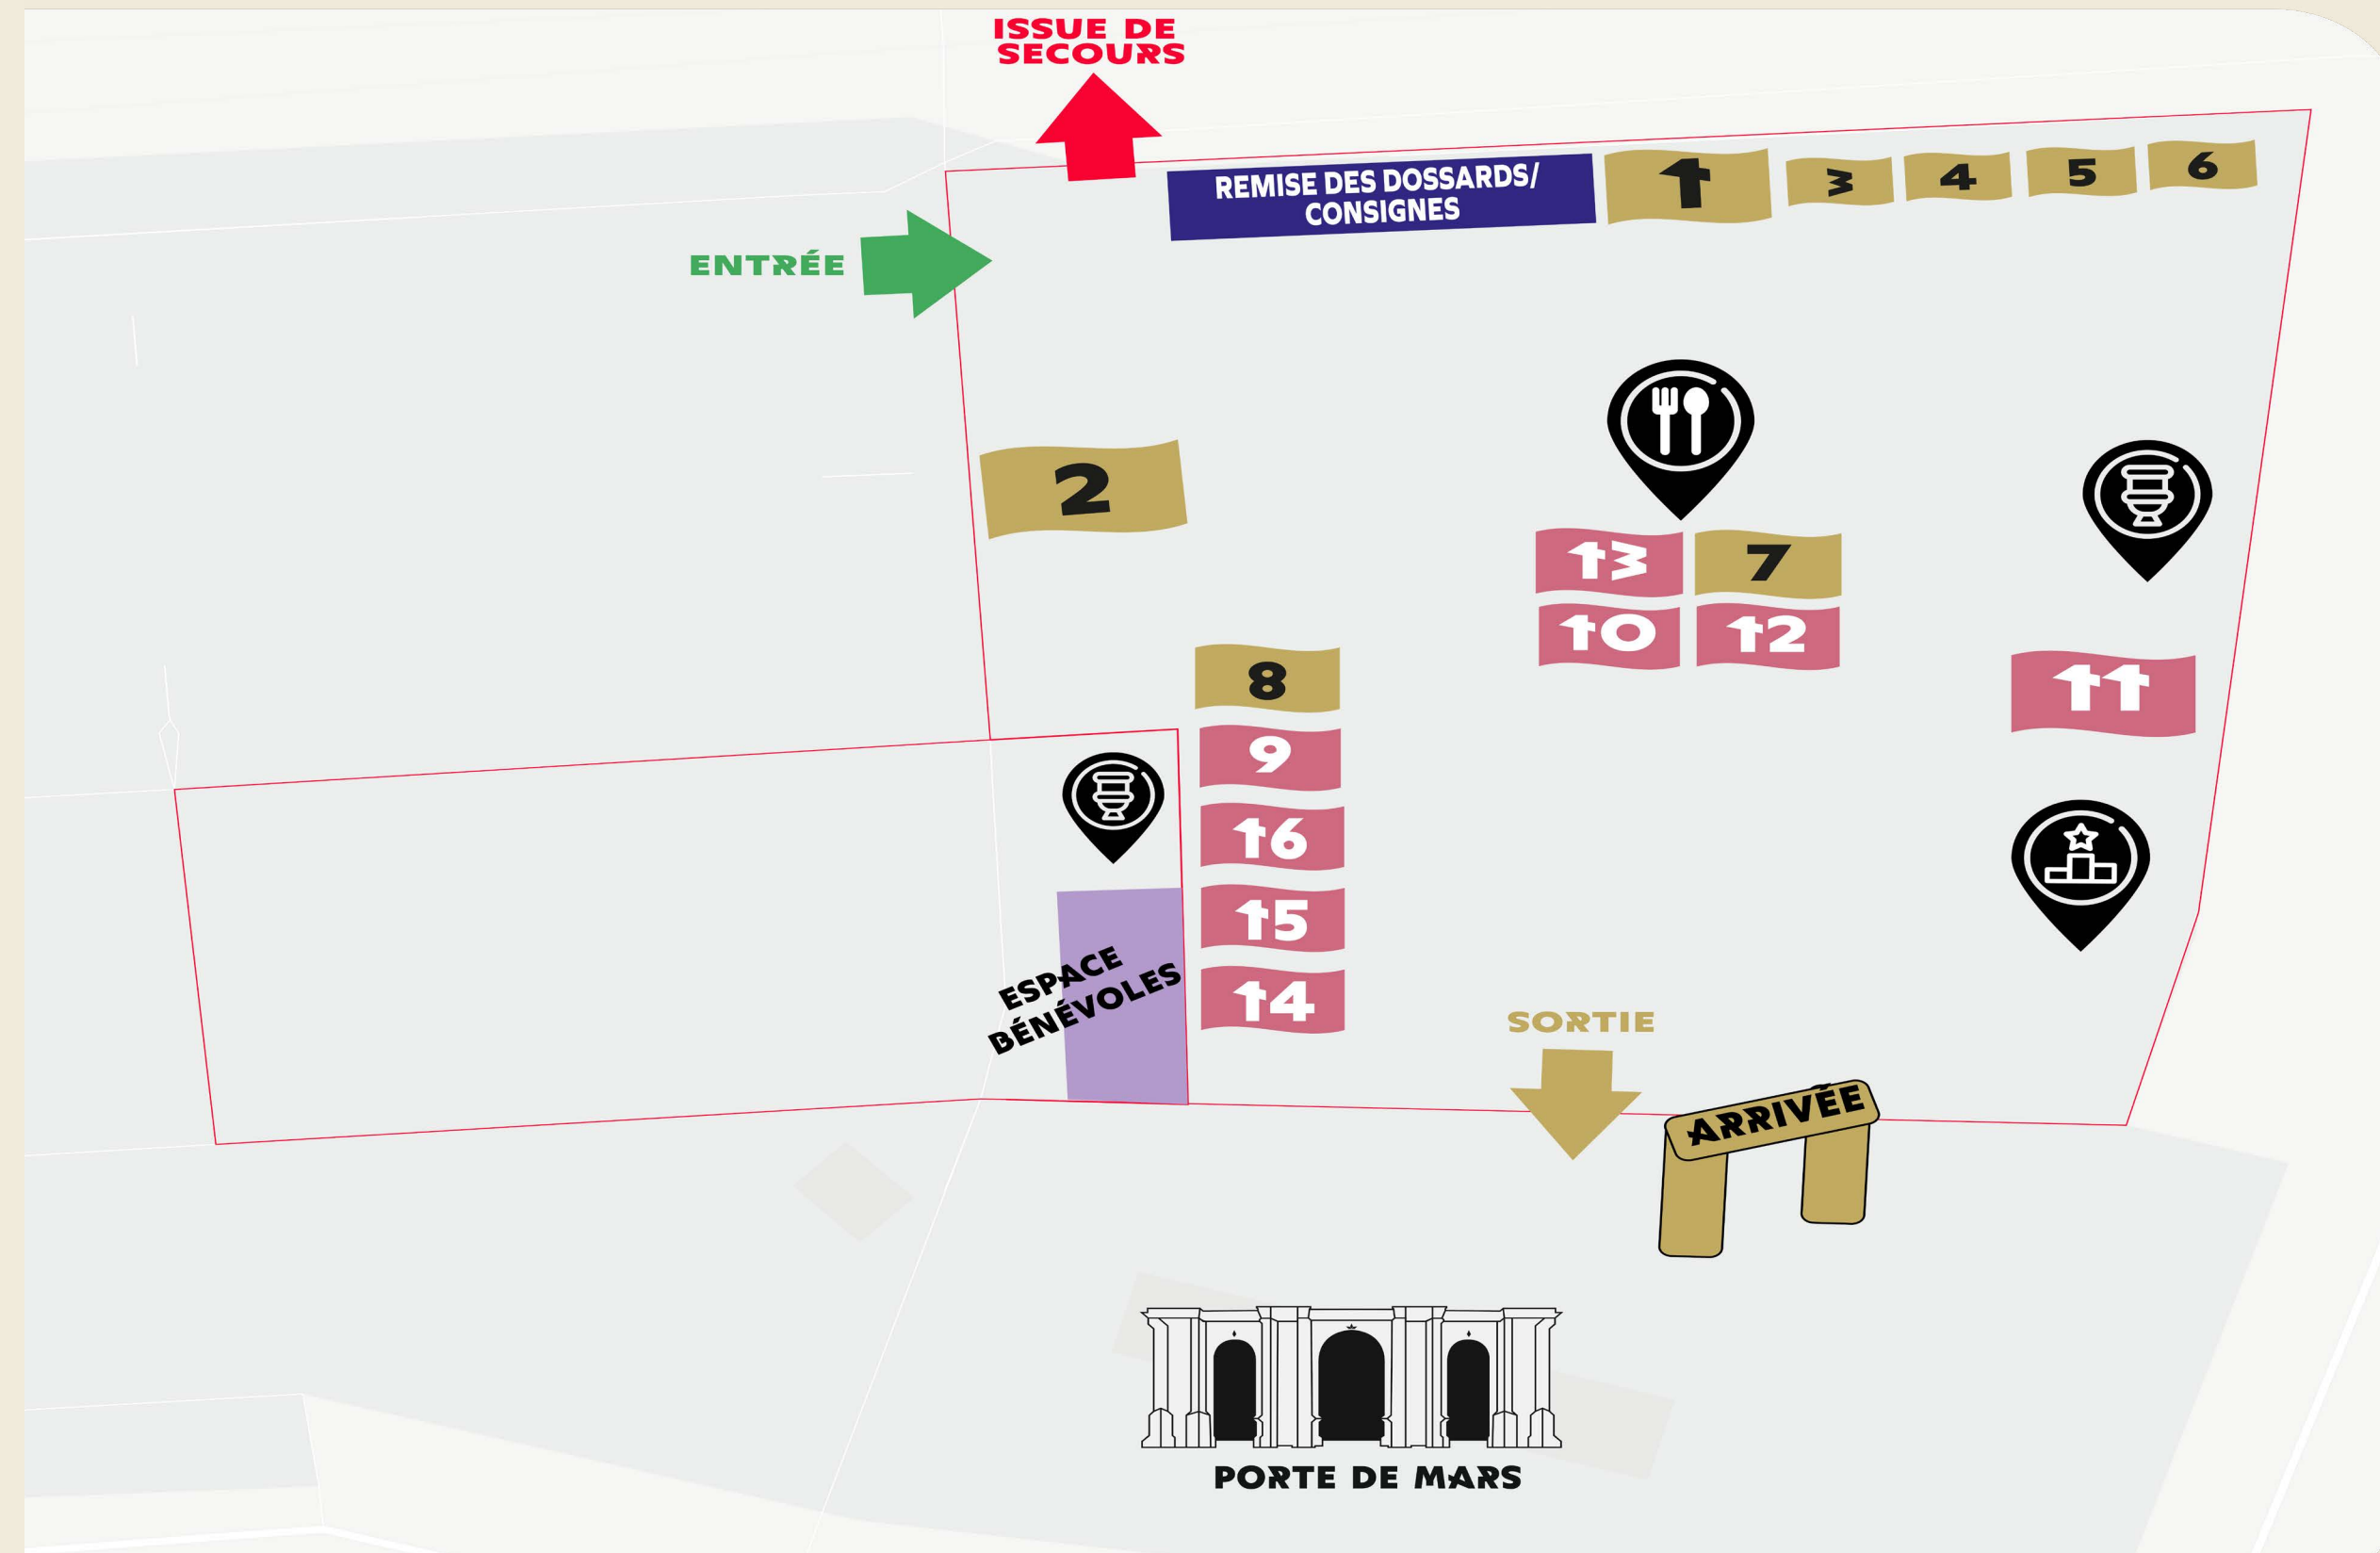 ISSUE DE
SECOURS
REMISE DES DOSSARDS/
CONSIGNES
1
3
4
5
6
ENTRÉE
2
13
7
10
12
11
8
9
16
15
14
ESPACE
BÉNÉVOLES
SORTIE
ARRIVÉE
PORTE DE MARS